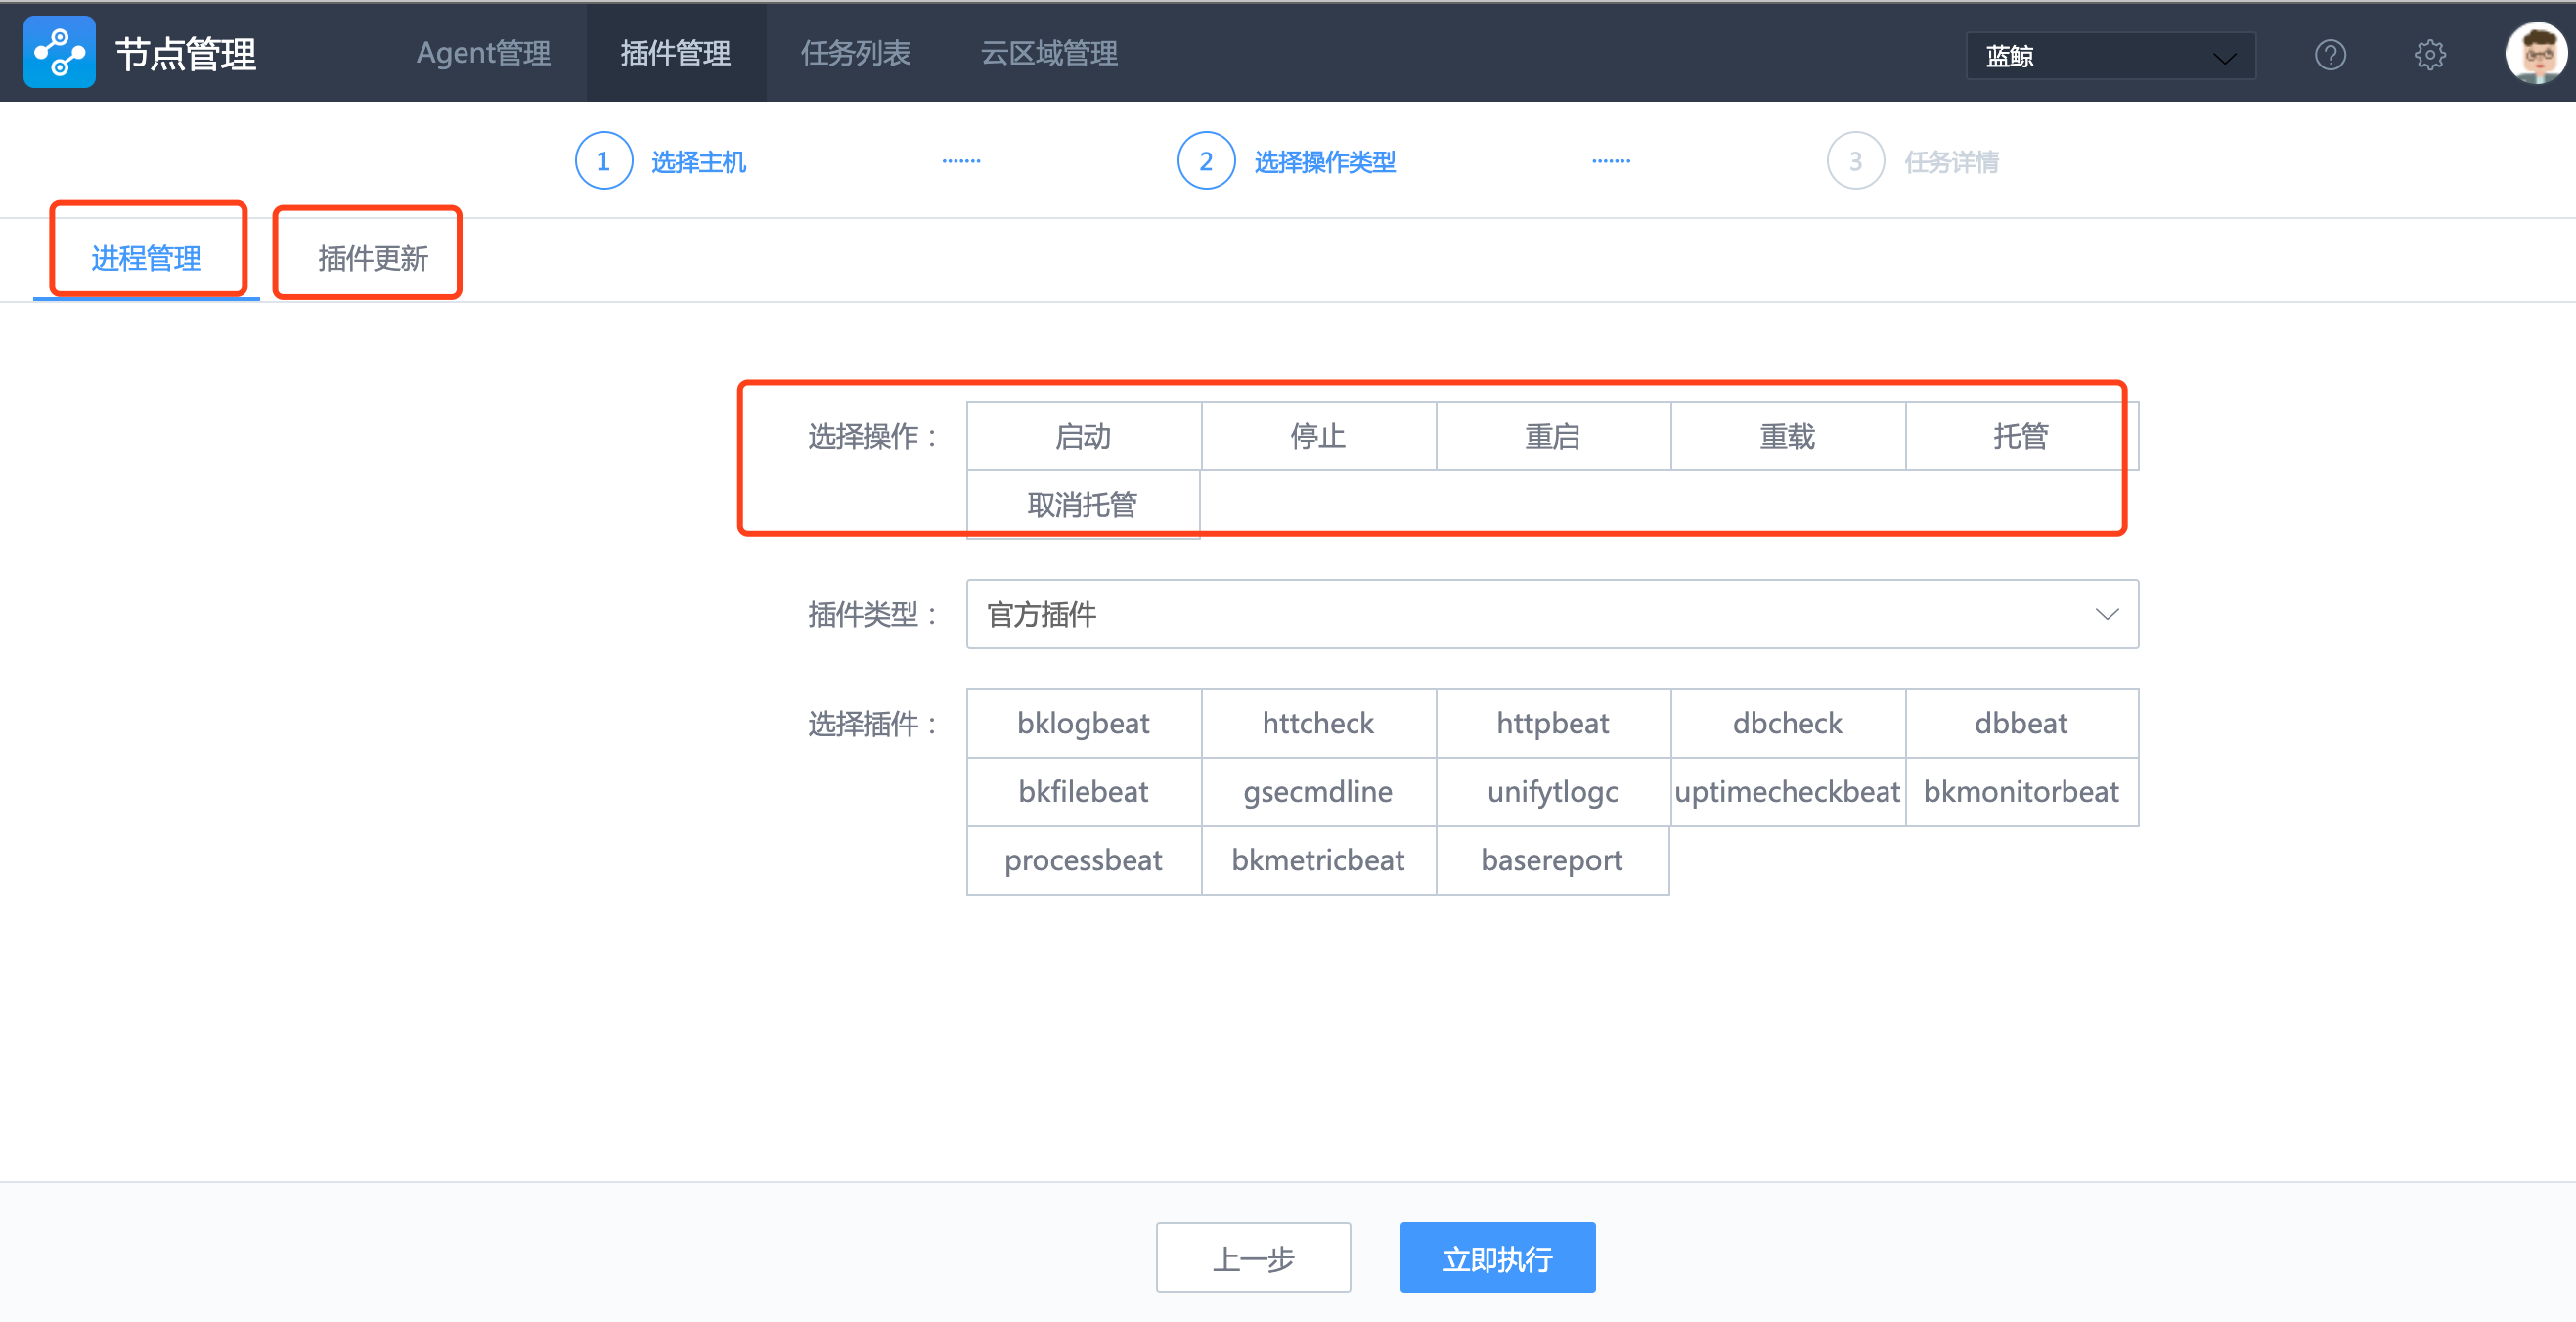 节点管理 Agent管理 插件管理 任务列表 云区域管理 蓝鲸
1 选择主机 2 选择操作类型 3 任务详情
进程管理 插件更新
选择操作： 启动 停止 重启 重载 托管
取消托管
插件类型： 官方插件
选择插件： bklogbeat httcheck httpbeat dbcheck dbbeat
bkfilebeat gsecmdline unifytlogc uptimecheckbeat bkmonitorbeat
processbeat bkmetricbeat basereport
上一步 立即执行